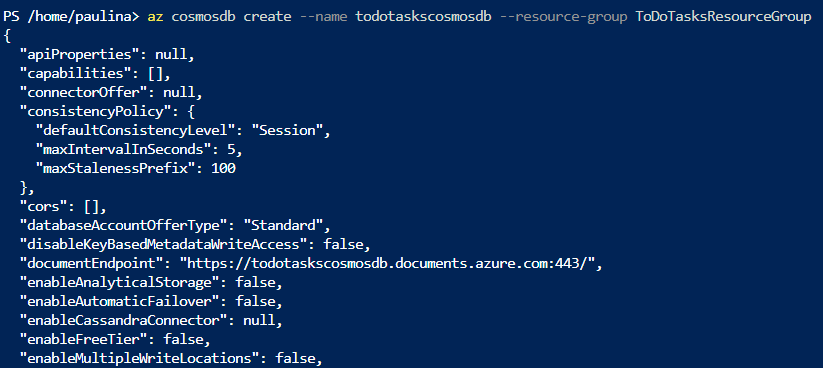 PS /home/paulina> az cosmosdb create --name todotaskscosmosdb --resource-group ToDoTasksResourceGroup
{
  "apiProperties": null,
  "capabilities": [],
  "connectorOffer": null,
  "consistencyPolicy": {
    "defaultConsistencyLevel": "Session",
    "maxIntervalInSeconds": 5,
    "maxStalenessPrefix": 100
  },
  "cors": [],
  "databaseAccountOfferType": "Standard",
  "disableKeyBasedMetadataWriteAccess": false,
  "documentEndpoint": "https://todotaskscosmosdb.documents.azure.com:443/",
  "enableAnalyticalStorage": false,
  "enableAutomaticFailover": false,
  "enableCassandraConnector": null,
  "enableFreeTier": false,
  "enableMultipleWriteLocations": false,